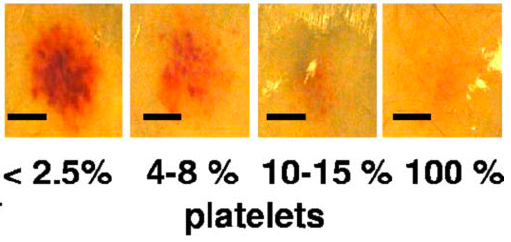 < 2.5% 4-8 % 10-15 % 100 %
platelets